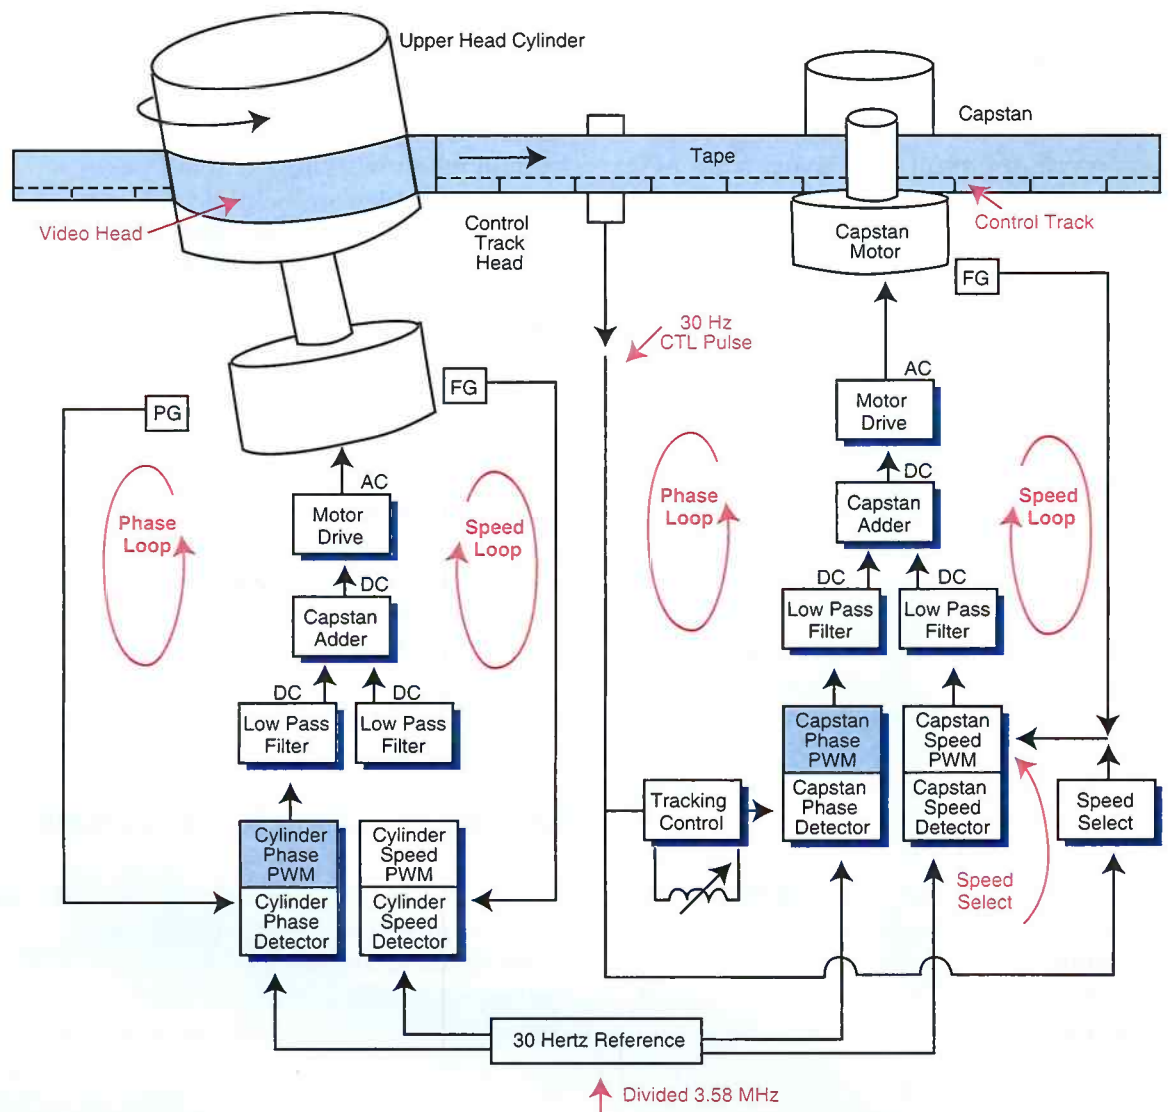 Upper Head Cylinder
Capstan
Tape
Video Head
Control
Track
Head
Capstan
Motor
Control Track
FG
30 Hz
CTL Pulse
AC
Motor
Drive
PG
FG
DC
Capstan
Adder
Phase
Loop
Speed
Loop
Phase
Loop
Speed
Loop
AC
Motor
Drive
DC
Capstan
Adder
DC
Low Pass
Filter
DC
Low Pass
Filter
DC
Low Pass
Filter
DC
Low Pass
Filter
Capstan
Phase
PWM
Capstan
Phase
Detector
Capstan
Speed
PWM
Capstan
Speed
Detector
Tracking
Control
Speed
Select
Speed
Select
Cylinder
Phase
PWM
Cylinder
Phase
Detector
Cylinder
Speed
PWM
Cylinder
Speed
Detector
30 Hertz Reference
Divided 3.58 MHz